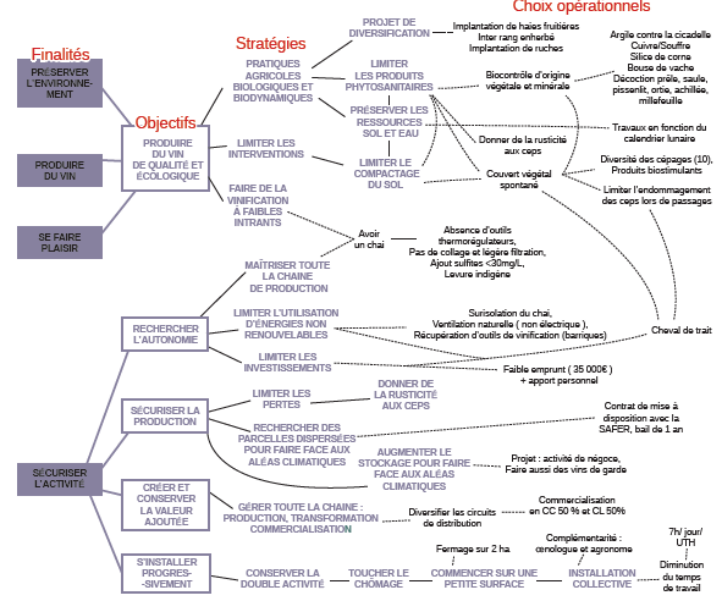 Choix opérationnels
Finalités
Stratégies
Objectifs
PRÉSERVER
L'ENVIRONNE-
MENT
PRODUIRE
DU VIN
SE FAIRE
PLAISIR
SÉCURISER
L'ACTIVITÉ
PRODUIRE
DU VIN
DE QUALITÉ ET
ÉCOLOGIQUE
RECHERCHER
L'AUTONOMIE
SÉCURISER LA
PRODUCTION
CRÉER ET
CONSERVER
LA VALEUR
AJOUTÉE
S'INSTALLER
PROGRES-
-SIVEMENT
PRATIQUES
AGRICOLES
BIOLOGIQUES ET
BIODYNAMIQUES
LIMITER LES
INTERVENTIONS
FAIRE DE LA
VINIFICATION
À FAIBLES
INTRANTS
MAÎTRISER TOUTE
LA CHAINE
DE PRODUCTION
LIMITER L'UTILISATION
D'ÉNERGIES NON
RENOUVELABLES
LIMITER LES
INVESTISSEMENTS
LIMITER LES
PERTES
RECHERCHER DES
PARCELLES DISPERSÉES
POUR FAIRE FACE AUX
ALÉAS CLIMATIQUES
GÉRER TOUTE LA CHAINE :
PRODUCTION, TRANSFORMATION
COMMERCIALISATION
CONSERVER LA
DOUBLE ACTIVITÉ
PROJET DE
DIVERSIFICATION
LIMITER
LES PRODUITS
PHYTOSANITAIRES
PRÉSERVER LES
RESSOURCES
SOL ET EAU
LIMITER LE
COMPACTAGE
DU SOL
DONNER DE
LA RUSTICITÉ
AUX CEPS
AUGMENTER LE
STOCKAGE POUR FAIRE
FACE AUX ALÉAS
CLIMATIQUES
TOUCHER LE
CHÔMAGE
COMMENCER SUR UNE
PETITE SURFACE
INSTALLATION
COLLECTIVE
Implantation de haies fruitières
Inter rang enherbé
Implantation de ruches
Biocontrôle d'origine
végétale et minérale
Argile contre la cicadelle
Cuivre/Souffre
Silice de corne
Bouse de vache
Décoction prêle, saule,
pissenlit, ortie, achillée,
millefeuille
Donner de la rusticité
aux ceps
Travaux en fonction du
calendrier lunaire
Couvert végétal
spontané
Diversité des cépages (10),
Produits biostimulants
Limiter l'endommagement
des ceps lors de passages
Avoir
un chai
Absence d'outils
thermorégulateurs,
Pas de collage et légère filtration,
Ajout sulfites <30mg/L,
Levure indigène
Surisolation du chai,
Ventilation naturelle ( non électrique ),
Récupération d'outils de vinification (barriques)
Cheval de trait
Faible emprunt ( 35 000€ )
+ apport personnel
Contrat de mise à
disposition avec la
SAFER, bail de 1 an
Projet : activité de négoce,
Faire aussi des vins de garde
Diversifier les circuits
de distribution
Commercialisation
en CC 50 % et CL 50%
Fermage sur 2 ha
Complémentarité :
œnologue et agronome
7h/ jour/
UTH
Diminution
du temps
de travail